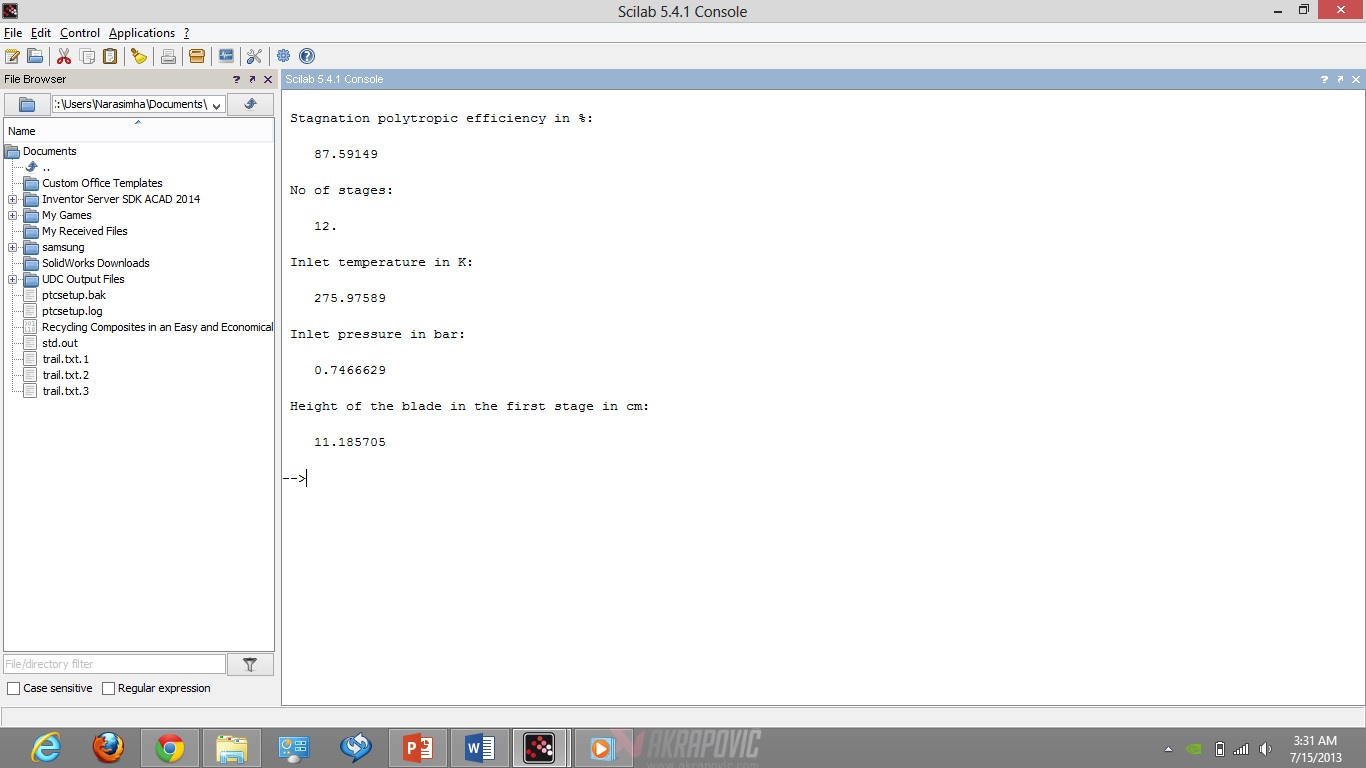 Scilab 5.4.1 Console
File Edit Control Applications ?
File Browser
Scilab 5.4.1 Console
:\Users\Narasimha\Documents\
Name
Documents
..
Custom Office Templates
Inventor Server SDK ACAD 2014
My Games
My Received Files
samsung
SolidWorks Downloads
UDC Output Files
ptcsetup.bak
ptcsetup.log
Recycling Composites in an Easy and Economical
std.out
trail.txt.1
trail.txt.2
trail.txt.3
File/directory filter
Case sensitive Regular expression
Stagnation polytropic efficiency in %:
87.59149
No of stages:
12.
Inlet temperature in K:
275.97589
Inlet pressure in bar:
0.7466629
Height of the blade in the first stage in cm:
11.185705
-->
AKRAPOVIC
www.akrapovic.com
3:31 AM
7/15/2013